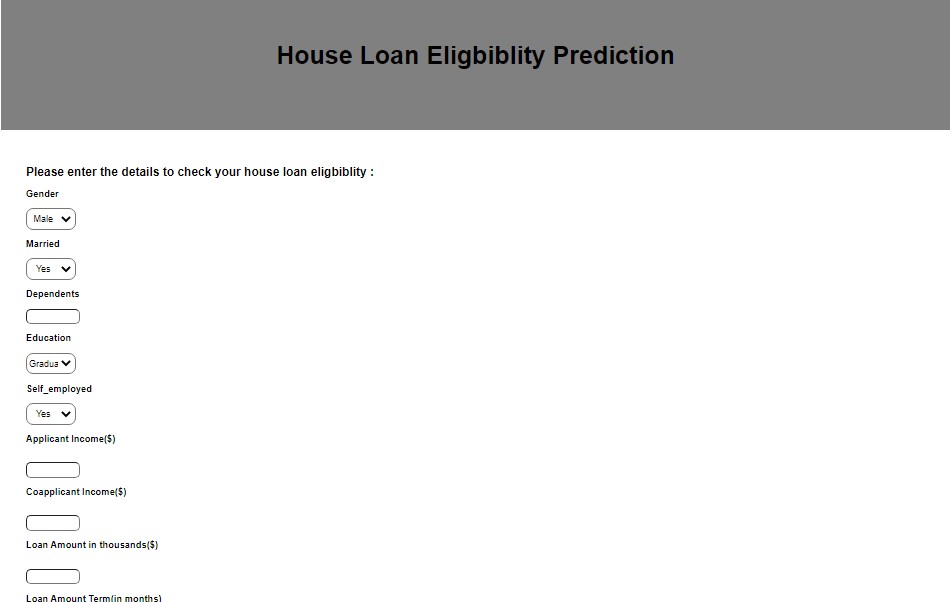 House Loan Eligbiblity Prediction
Please enter the details to check your house loan eligbiblity :
Gender
Male
Married
Yes
Dependents
Education
Gradua
Self_employed
Yes
Applicant Income($)
Coapplicant Income($)
Loan Amount in thousands($)
Loan Amount Term(in months)